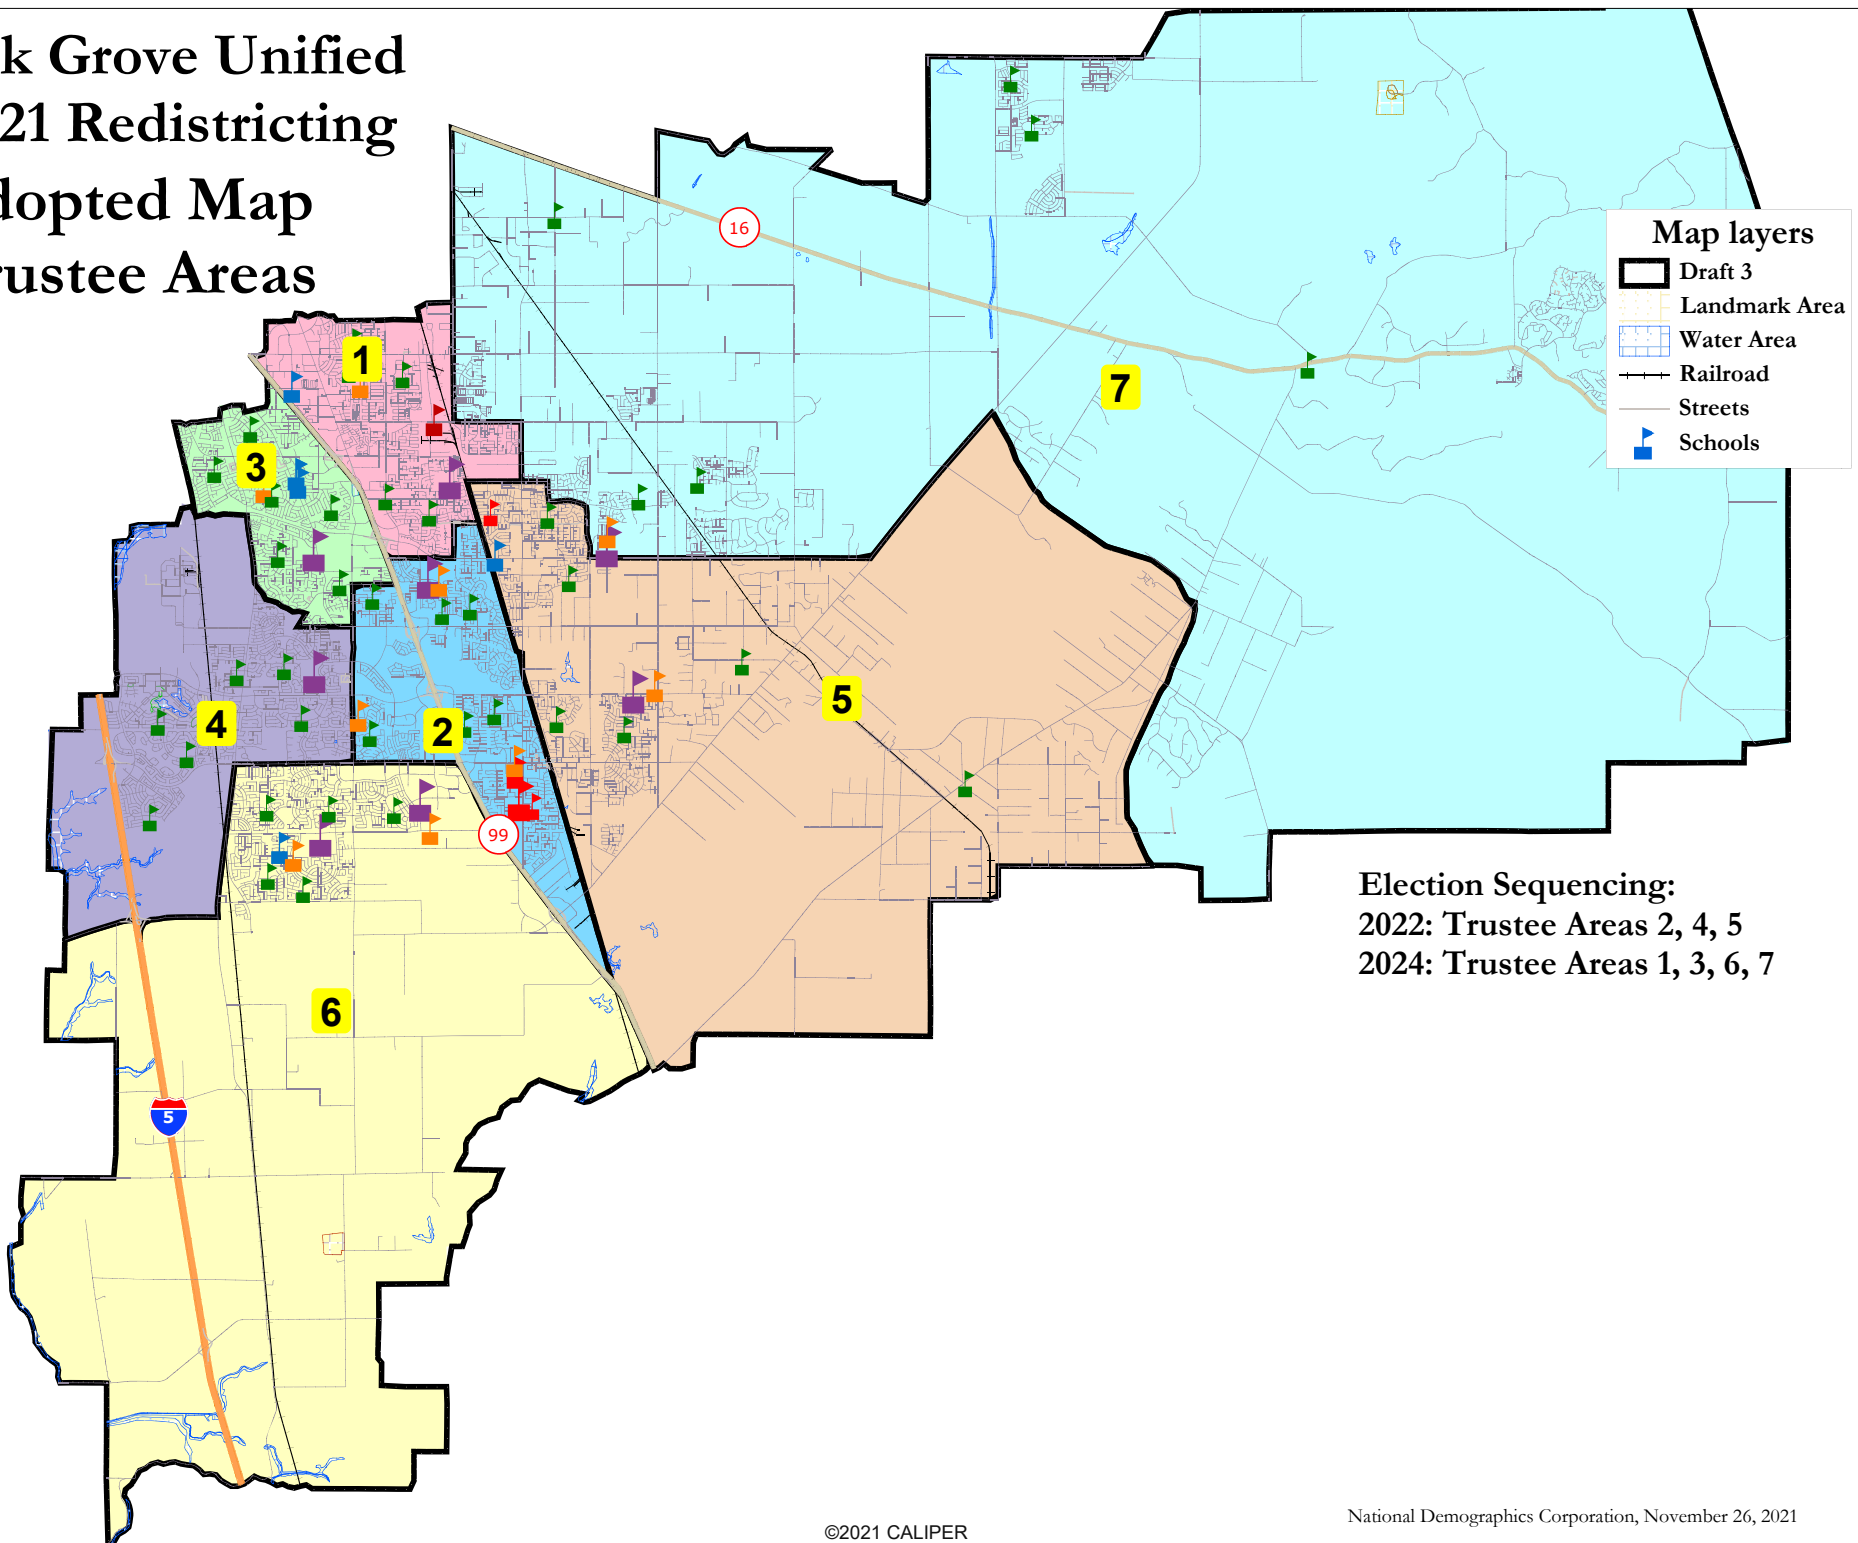 k Grove Unified
21 Redistricting
dopted Map
rustee Areas
16
Map layers
Draft 3
Landmark Area
Water Area
Railroad
Streets
Schools
1
7
3
5
4
2
99
Election Sequencing:
2022: Trustee Areas 2, 4, 5
2024: Trustee Areas 1, 3, 6, 7
6
5
National Demographics Corporation, November 26, 2021
©2021 CALIPER